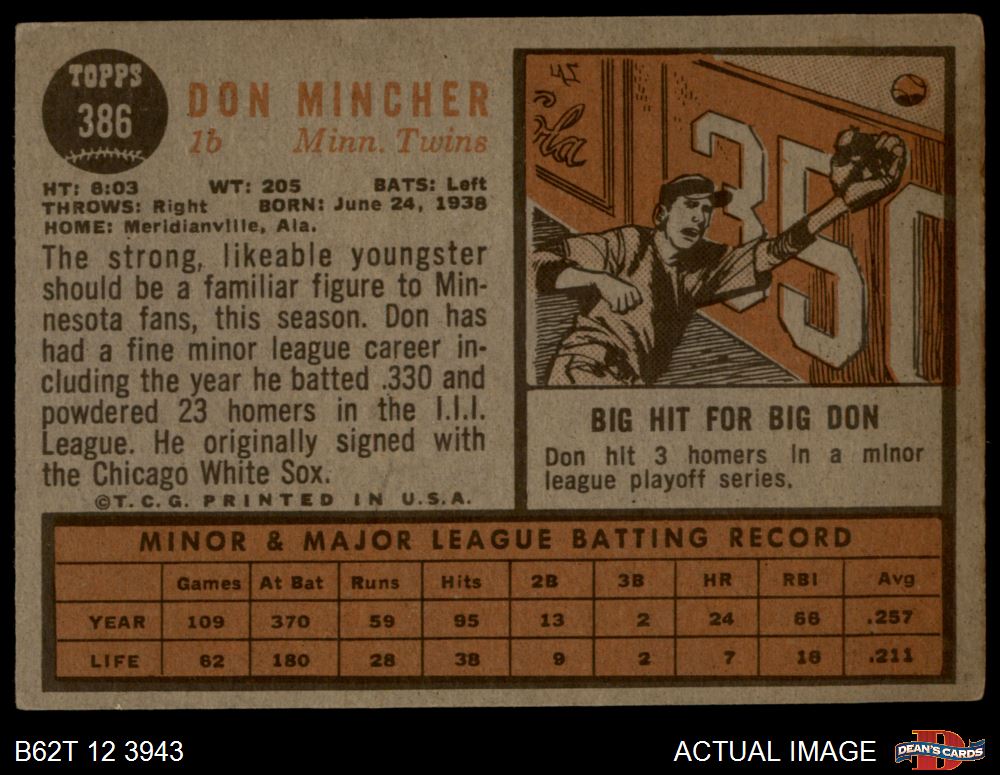 TOPPS
386
DON MINCHER
1b Minn. Twins
HT: 6:03 WT: 205 BATS: Left
THROWS: Right BORN: June 24, 1938
HOME: Meridianville, Ala.
The strong, likeable youngster
should be a familiar figure to Min-
nesota fans, this season. Don has
had a fine minor league career in-
cluding the year he batted .330 and
powdered 23 homers in the I.I.I.
League. He originally signed with
the Chicago White Sox.
©T.C.G. PRINTED IN U.S.A.
350
BIG HIT FOR BIG DON
Don hit 3 homers in a minor
league playoff series.
MINOR & MAJOR LEAGUE BATTING RECORD
Games At Bat Runs Hits 2B 3B HR RBI Avg
YEAR 109 370 59 95 13 2 24 66 .257
LIFE 62 180 28 38 9 2 7 16 .211
B62T 12 3943
ACTUAL IMAGE
DEAN'S CARDS